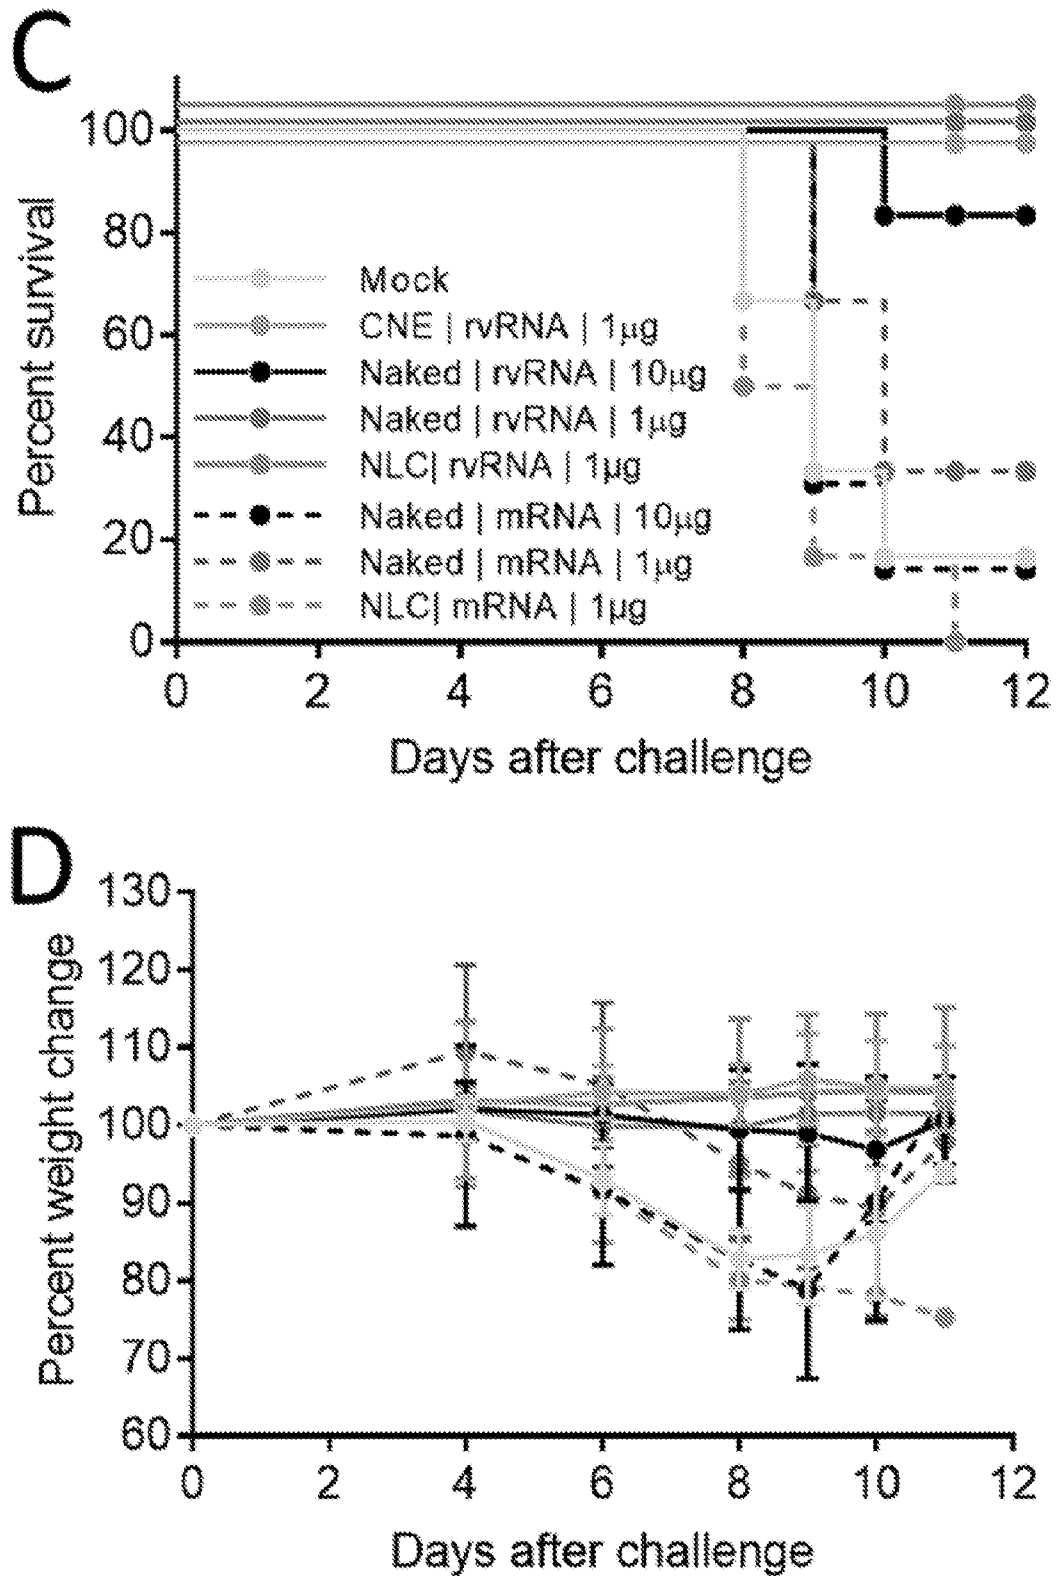 C
100
80
60
40
20
0
Percent survival
Mock
CNE | rvRNA | 1µg
Naked | rvRNA | 10µg
Naked | rvRNA | 1µg
NLC| rvRNA | 1µg
Naked | mRNA | 10µg
Naked | mRNA | 1µg
NLC| mRNA | 1µg
0 2 4 6 8 10 12
Days after challenge
D
130
120
110
100
90
80
70
60
Percent weight change
0 2 4 6 8 10 12
Days after challenge